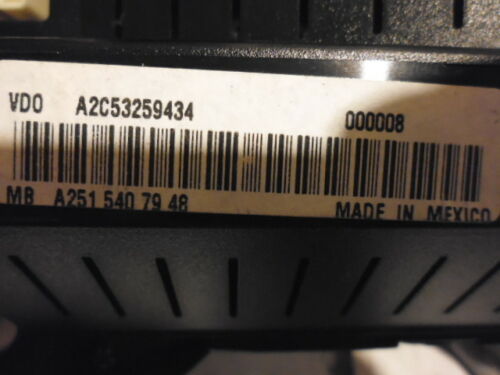 VDO A2C53259434 000008
MB A251 540 79 48 MADE IN MEXICO